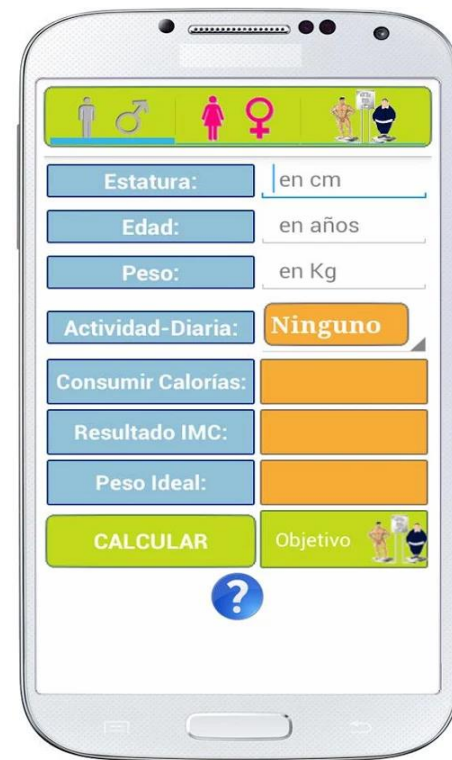 Estatura: en cm
Edad: en años
Peso: en Kg
Actividad-Diaria: Ninguno
Consumir Calorías:
Resultado IMC:
Peso Ideal:
CALCULAR Objetivo
?